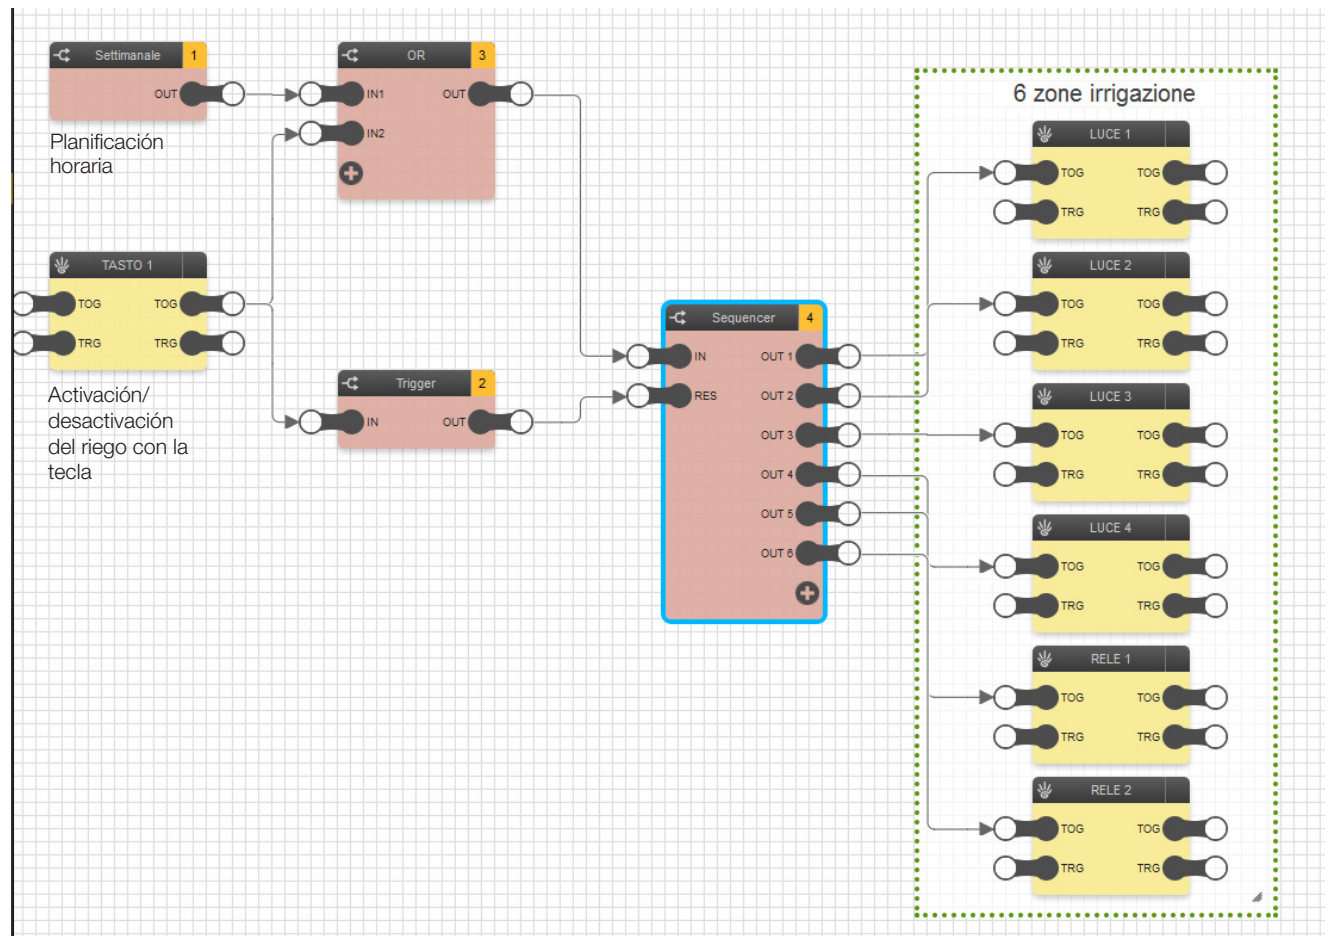 Settimanale 1
OUT
Planificación
horaria
OR 3
IN1 OUT
IN2
TASTO 1
TOG TOG
TRG TRG
Activación/
desactivación
del riego con la
tecla
Trigger 2
IN OUT
Sequencer 4
IN OUT 1
RES OUT 2
OUT 3
OUT 4
OUT 5
OUT 6
6 zone irrigazione
LUCE 1
TOG TOG
TRG TRG
LUCE 2
TOG TOG
TRG TRG
LUCE 3
TOG TOG
TRG TRG
LUCE 4
TOG TOG
TRG TRG
RELE 1
TOG TOG
TRG TRG
RELE 2
TOG TOG
TRG TRG